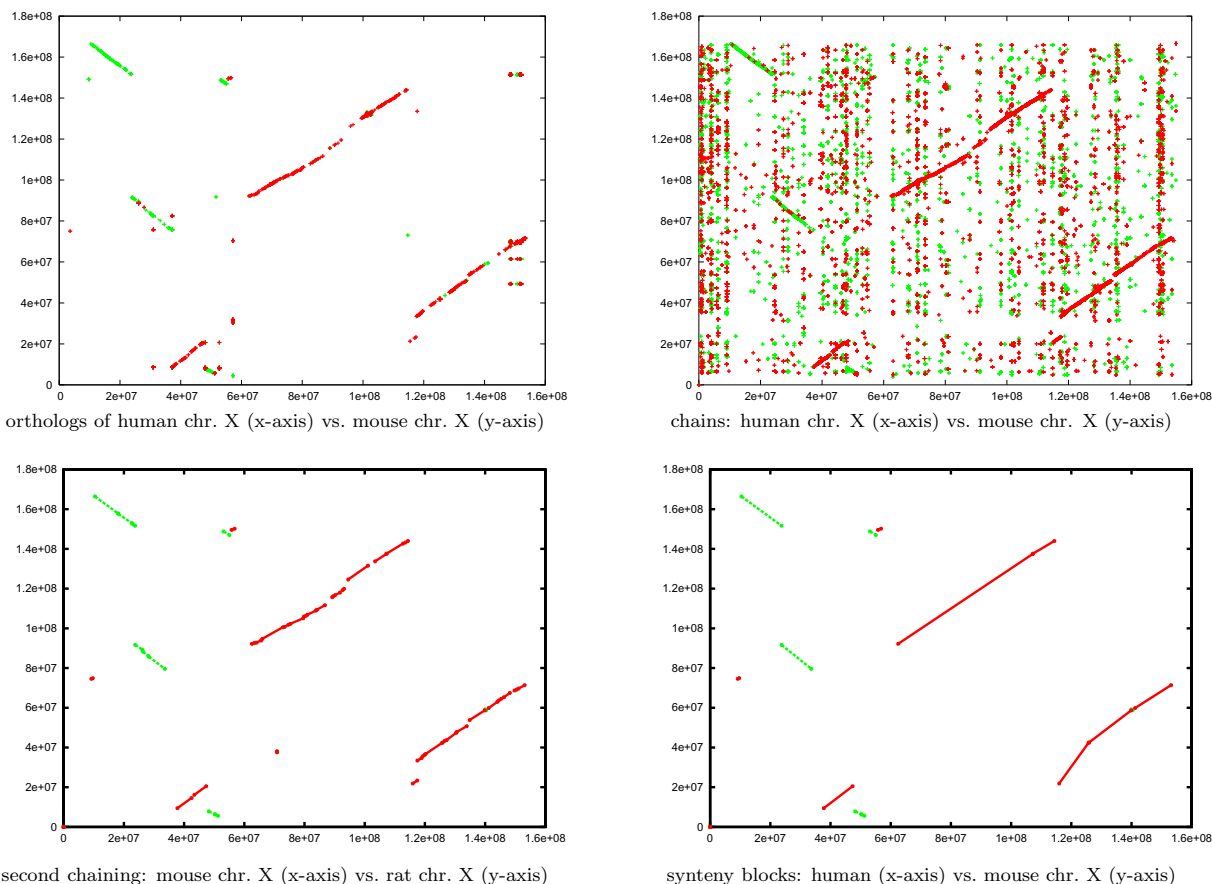 1.8e+08
1.6e+08
1.4e+08
1.2e+08
1e+08
8e+07
6e+07
4e+07
2e+07
0
0 2e+07 4e+07 6e+07 8e+07 1e+08 1.2e+08 1.4e+08 1.6e+08
orthologs of human chr. X (x-axis) vs. mouse chr. X (y-axis)
1.8e+08
1.6e+08
1.4e+08
1.2e+08
1e+08
8e+07
6e+07
4e+07
2e+07
0
0 2e+07 4e+07 6e+07 8e+07 1e+08 1.2e+08 1.4e+08 1.6e+08
chains: human chr. X (x-axis) vs. mouse chr. X (y-axis)
1.8e+08
1.6e+08
1.4e+08
1.2e+08
1e+08
8e+07
6e+07
4e+07
2e+07
0
0 2e+07 4e+07 6e+07 8e+07 1e+08 1.2e+08 1.4e+08 1.6e+08
second chaining: mouse chr. X (x-axis) vs. rat chr. X (y-axis)
1.8e+08
1.6e+08
1.4e+08
1.2e+08
1e+08
8e+07
6e+07
4e+07
2e+07
0
0 2e+07 4e+07 6e+07 8e+07 1e+08 1.2e+08 1.4e+08 1.6e+08
synteny blocks: human (x-axis) vs. mouse chr. X (y-axis)